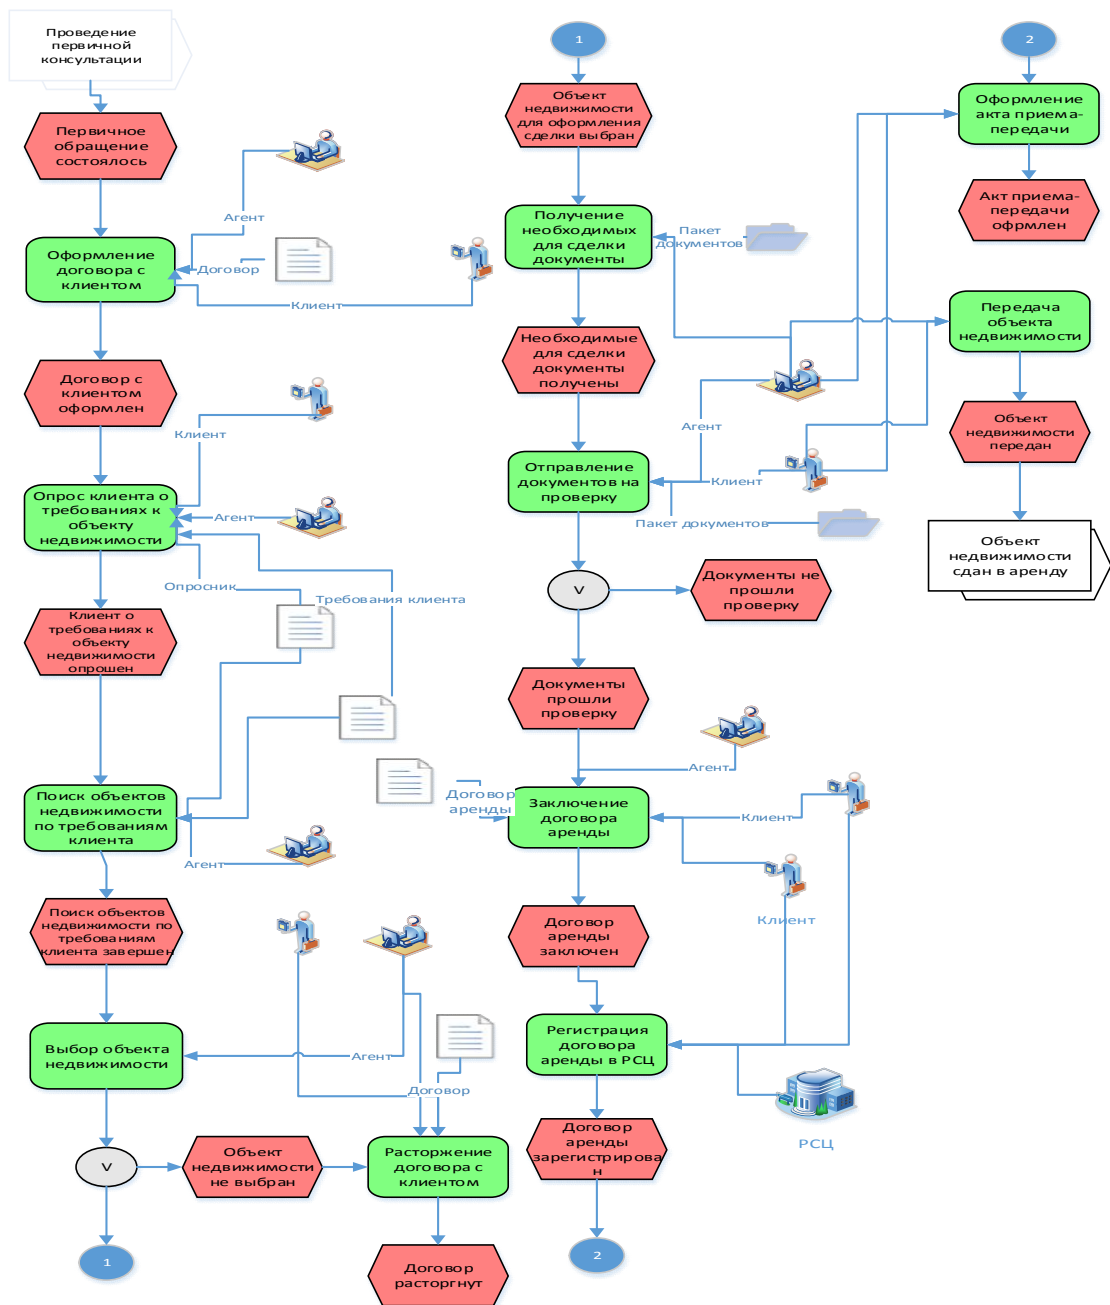 Проведение
первичной
консультации
Первичное
обращение
состоялось
Агент
Оформление
договора с
клиентом
Договор
Клиент
Договор с
клиентом
оформлен
Клиент
Опрос клиента о
требованиях к
объекту
недвижимости
Агент
Опросник
Требования клиента
Клиент о
требованиях к
объекту
недвижимости
опрошен
Поиск объектов
недвижимости
по требованиям
клиента
Агент
Поиск объектов
недвижимости по
требованиям
клиента завершен
Выбор объекта
недвижимости
Агент
Договор
V
Объект
недвижимости
не выбран
Расторжение
договора с
клиентом
1
Договор
расторгнут
1
Объект
недвижимости
для оформления
сделки выбран
Получение
необходимых
для сделки
документы
Пакет
документов
Необходимые
для сделки
документы
получены
Агент
Отправление
документов на
проверку
Клиент
Пакет документов
V
Документы не
прошли
проверку
Документы
прошли
проверку
Агент
Договор
аренды
Заключение
договора
аренды
Клиент
Клиент
Договор
аренды
заключен
Регистрация
договора
аренды в РСЦ
РСЦ
Договор
аренды
зарегистрирова
н
2
2
Оформление
акта приема-
передачи
Акт приема-
передачи
офрмлен
Передача
объекта
недвижимости
Объект
недвижимости
передан
Объект
недвижимости
сдан в аренду